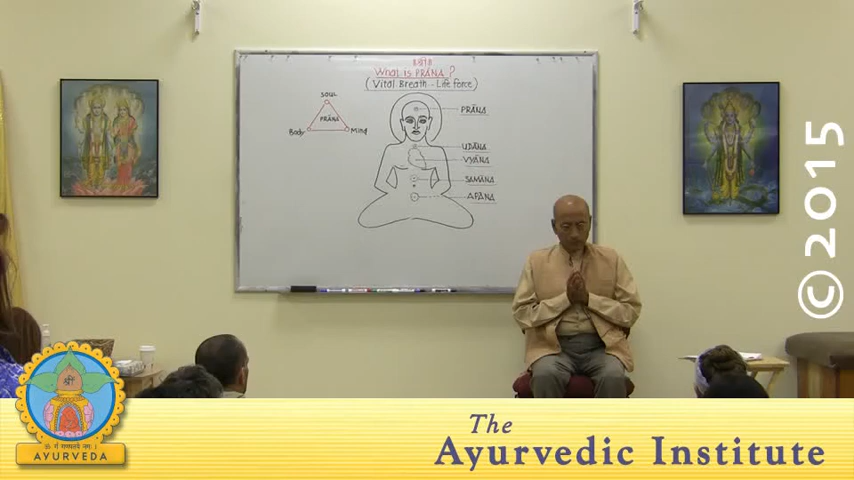 What is PRĀNA?
(Vital Breath - Life force)
SOUL
PRĀNA
Body
Mind
PRĀNA
UDĀNA
VYĀNA
SAMĀNA
APĀNA
©2015
AYURVEDA
The
Ayurvedic Institute